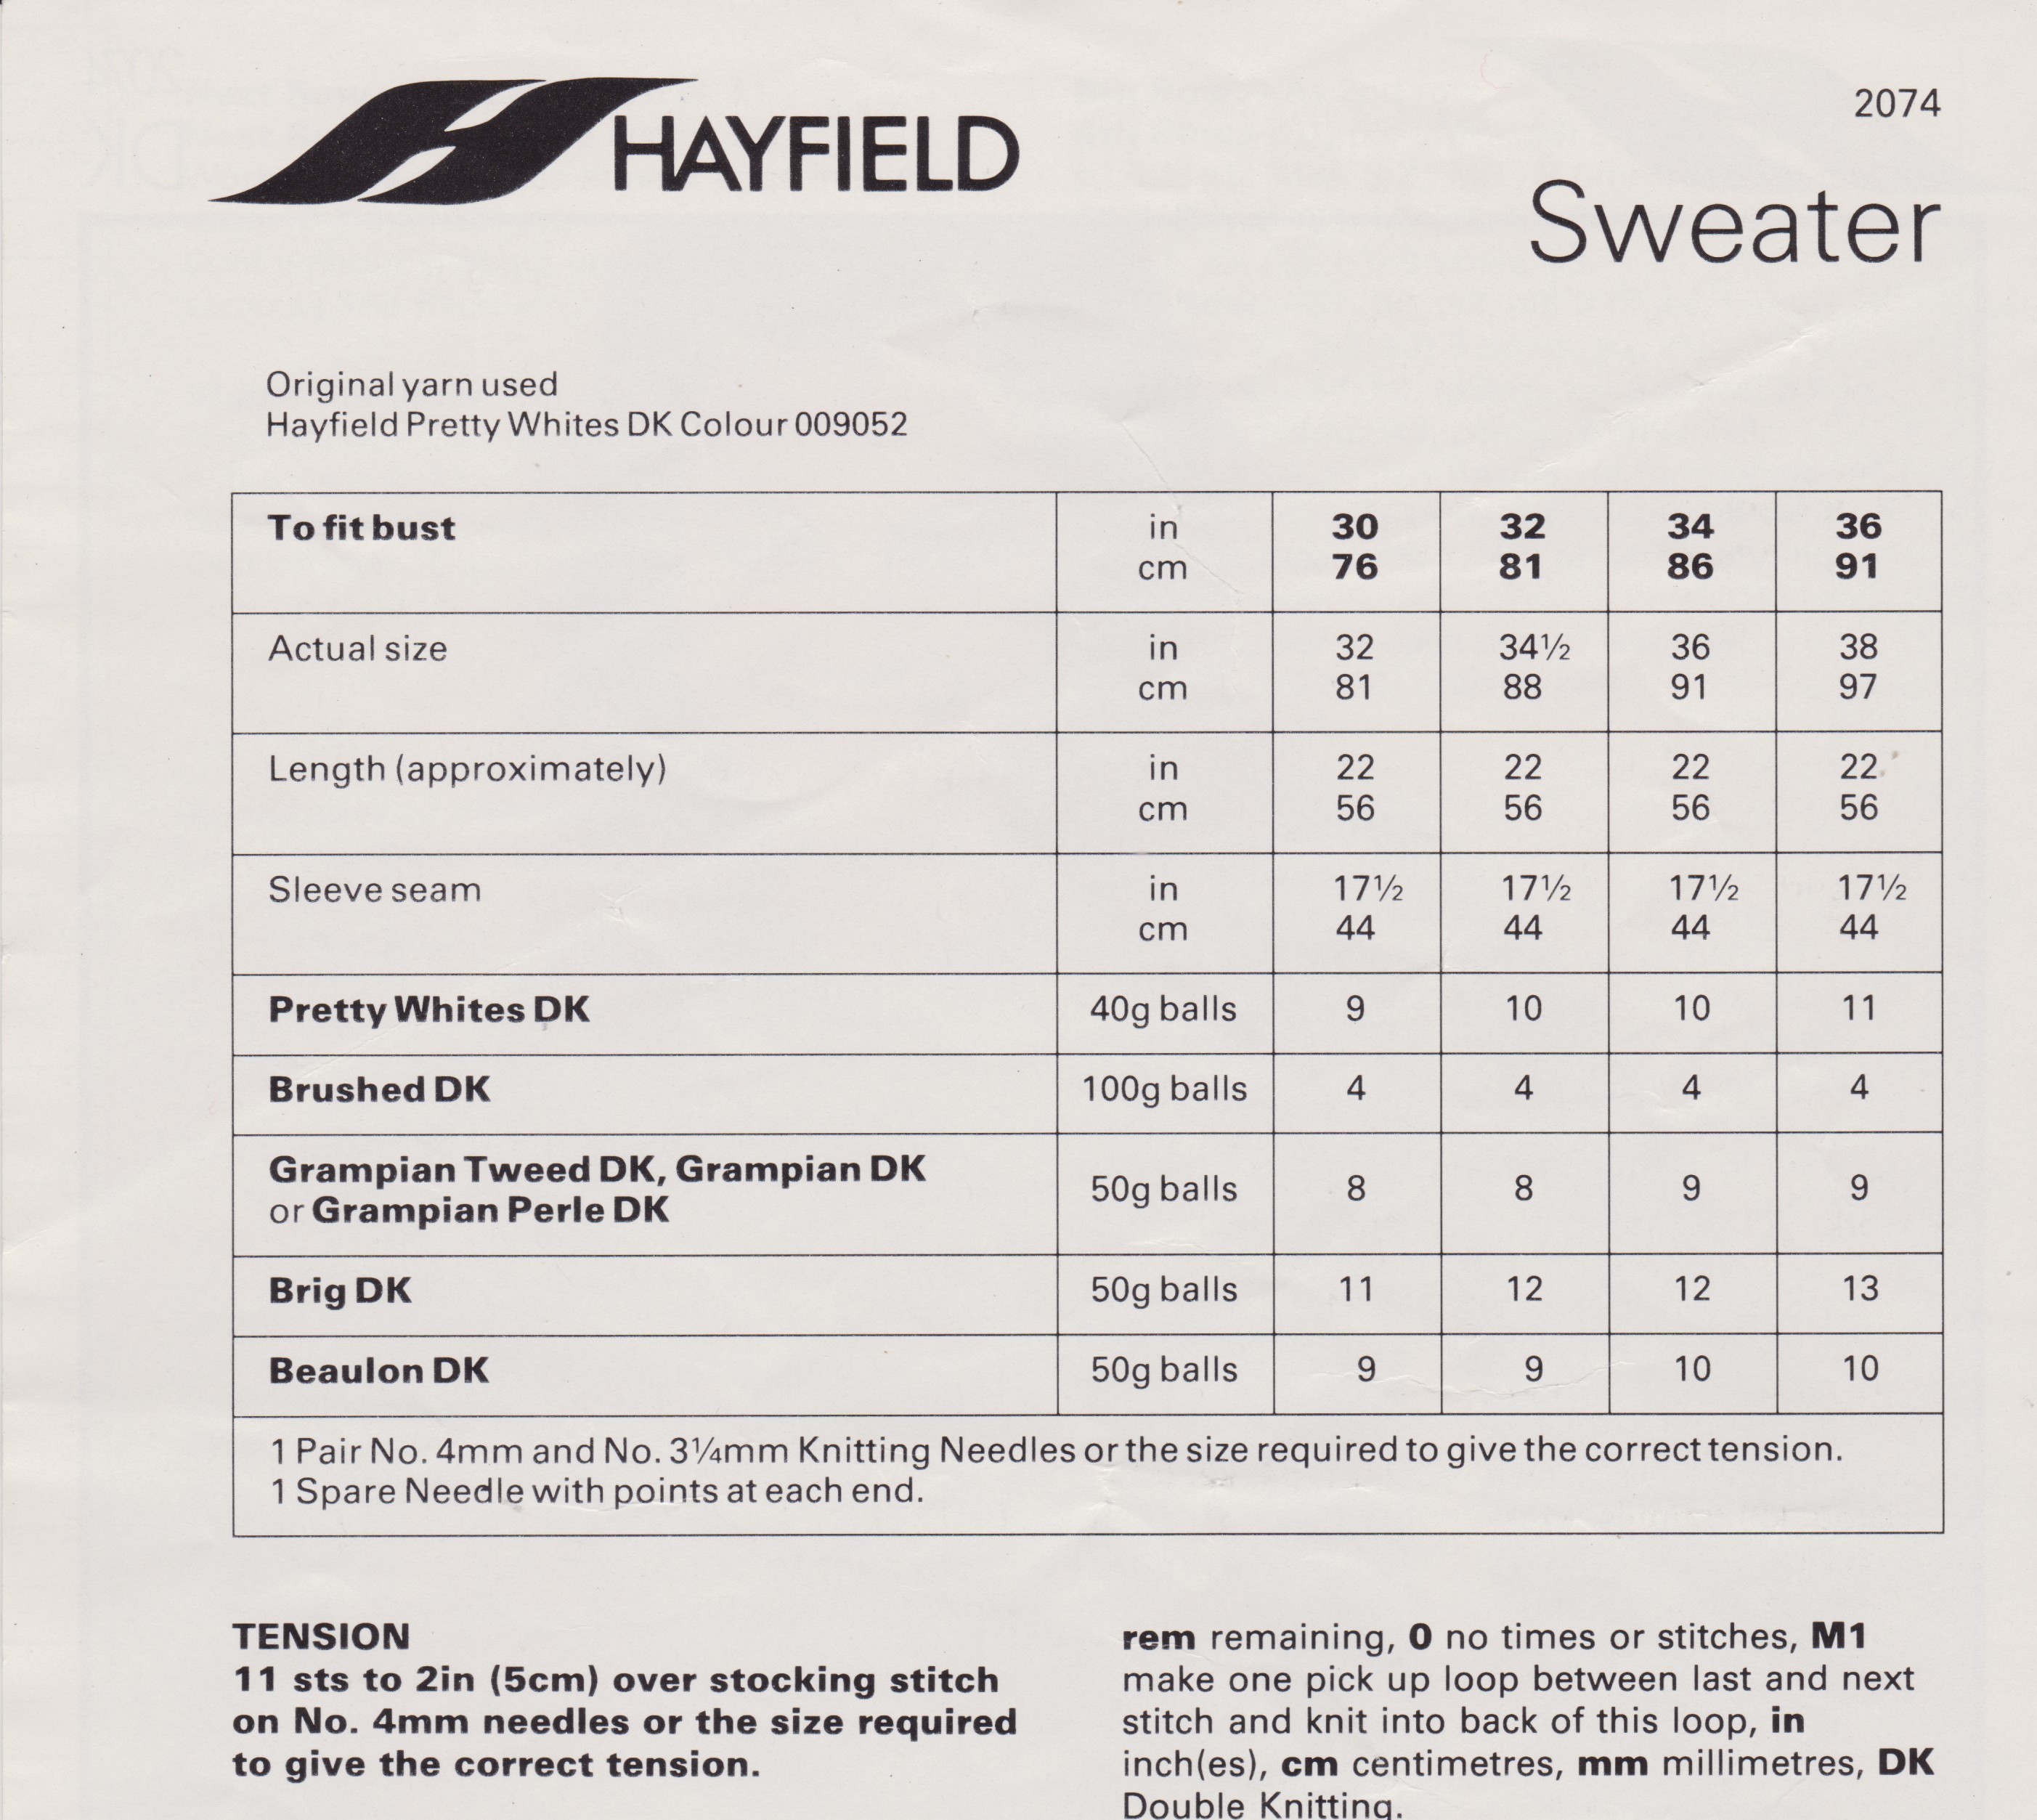 HAYFIELD
2074
Sweater
Original yarn used
Hayfield Pretty Whites DK Colour 009052
To fit bust in 30 32 34 36
cm 76 81 86 91
Actual size in 32 34½ 36 38
cm 81 88 91 97
Length (approximately) in 22 22 22 22
cm 56 56 56 56
Sleeve seam in 17½ 17½ 17½ 17½
cm 44 44 44 44
Pretty Whites DK 40g balls 9 10 10 11
Brushed DK 100g balls 4 4 4 4
Grampian Tweed DK, Grampian DK
or Grampian Perle DK 50g balls 8 8 9 9
Brig DK 50g balls 11 12 12 13
Beaulon DK 50g balls 9 9 10 10
1 Pair No. 4mm and No. 3¼mm Knitting Needles or the size required to give the correct tension.
1 Spare Needle with points at each end.
TENSION
11 sts to 2in (5cm) over stocking stitch
on No. 4mm needles or the size required
to give the correct tension.
rem remaining, 0 no times or stitches, M1
make one pick up loop between last and next
stitch and knit into back of this loop, in
inch(es), cm centimetres, mm millimetres, DK
Double Knitting.